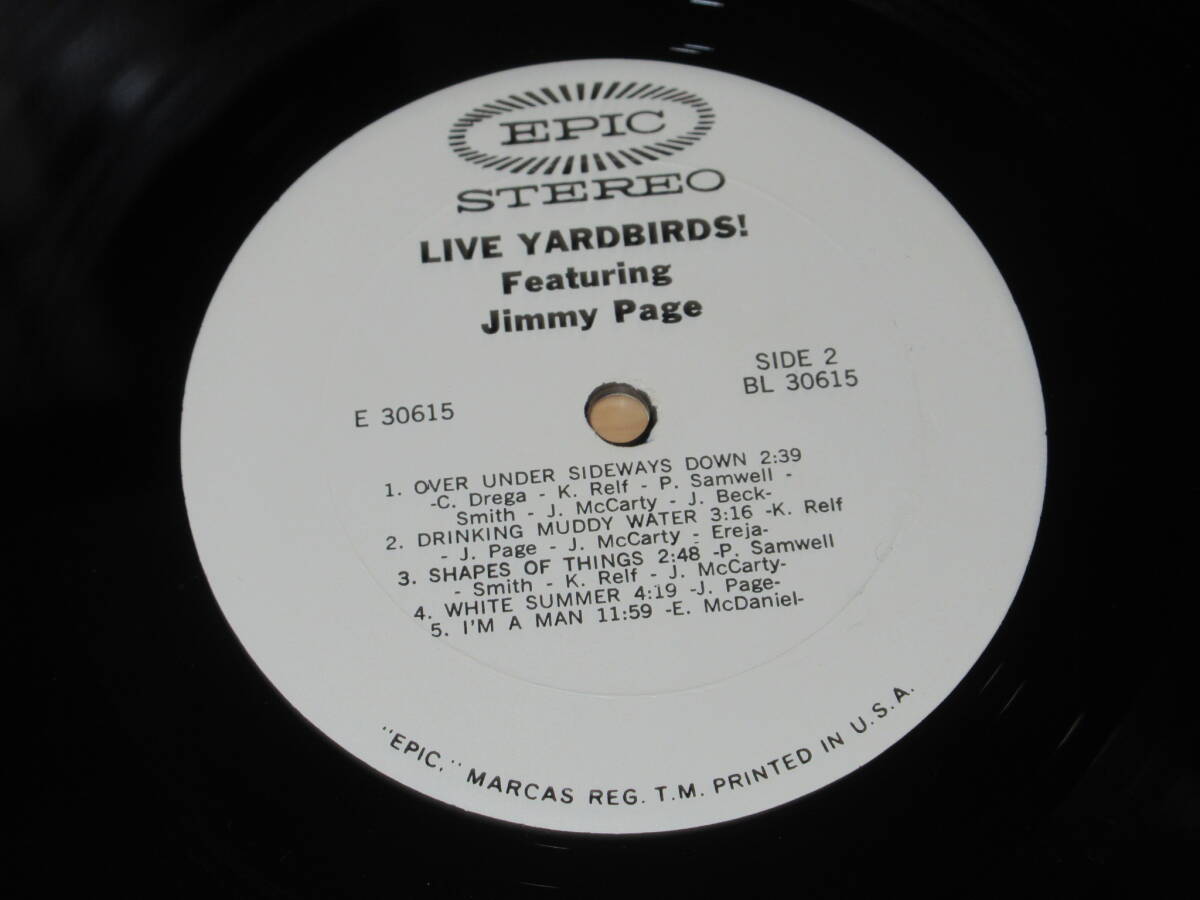 EPIC
STEREO
LIVE YARDBIRDS!
Featuring
Jimmy Page
SIDE 2
E 30615
BL 30615
1. OVER UNDER SIDEWAYS DOWN 2:39
-C. Drega - K. Relf - P. Samwell -
Smith - J. McCarty - J. Beck-
2. DRINKING MUDDY WATER 3:16 -K. Relf
- J. Page - J. McCarty - Ereja-
3. SHAPES OF THINGS 2:48 -P. Samwell
- Smith - K. Relf - J. McCarty-
4. WHITE SUMMER 4:19 -J. Page-
5. I'M A MAN 11:59 -E. McDaniel-
"EPIC," MARCAS REG. T.M. PRINTED IN U.S.A.